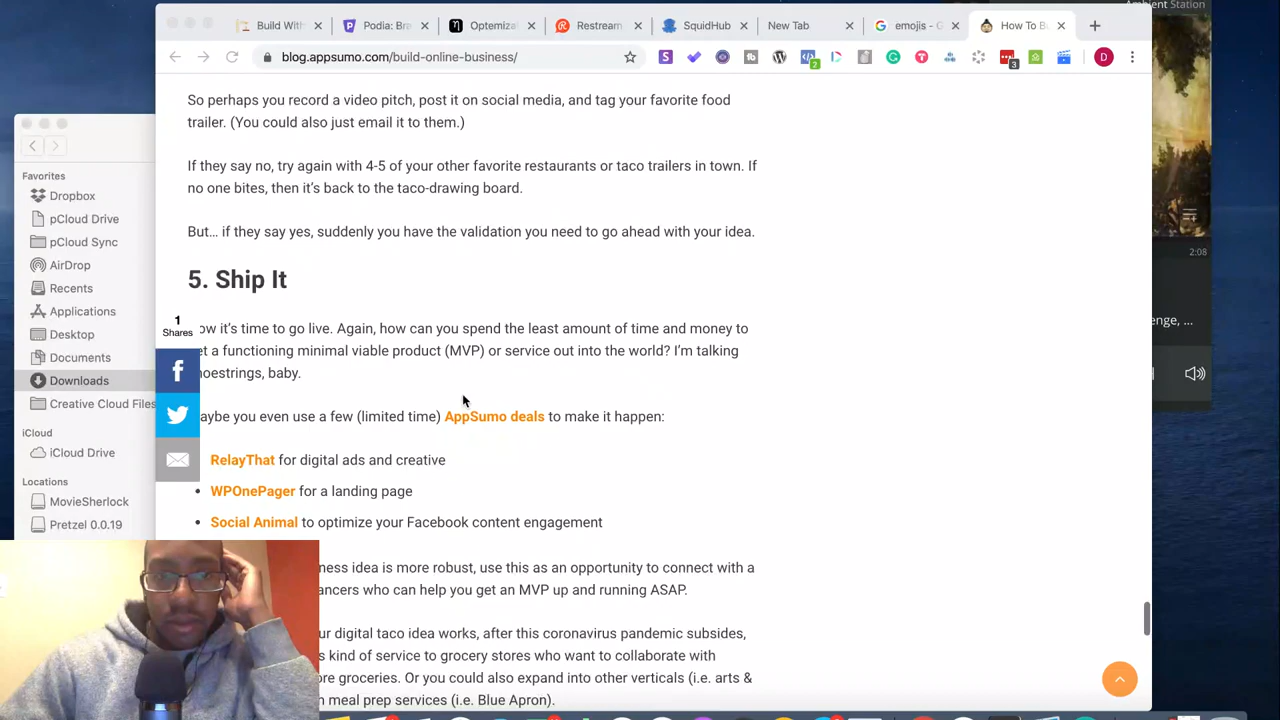 Ambient Station
Build With
Podia: Bre
Optemiza
Restream
SquidHub
New Tab
emojis - G
How To B
blog.appsumo.com/build-online-business/
2
3
D
So perhaps you record a video pitch, post it on social media, and tag your favorite food
trailer. (You could also just email it to them.)
If they say no, try again with 4-5 of your other favorite restaurants or taco trailers in town. If
no one bites, then it's back to the taco-drawing board.
But… if they say yes, suddenly you have the validation you need to go ahead with your idea.
5. Ship It
ow it's time to go live. Again, how can you spend the least amount of time and money to
et a functioning minimal viable product (MVP) or service out into the world? I'm talking
hoestrings, baby.
aybe you even use a few (limited time) AppSumo deals to make it happen:
• RelayThat for digital ads and creative
• WPOnePager for a landing page
• Social Animal to optimize your Facebook content engagement
ness idea is more robust, use this as an opportunity to connect with a
ancers who can help you get an MVP up and running ASAP.
ur digital taco idea works, after this coronavirus pandemic subsides,
s kind of service to grocery stores who want to collaborate with
ore groceries. Or you could also expand into other verticals (i.e. arts &
n meal prep services (i.e. Blue Apron).
1
Shares
Favorites
Dropbox
pCloud Drive
pCloud Sync
AirDrop
Recents
Applications
Desktop
Documents
Downloads
Creative Cloud Files
iCloud
iCloud Drive
Locations
MovieSherlock
Pretzel 0.0.19
2:08
enge, ...